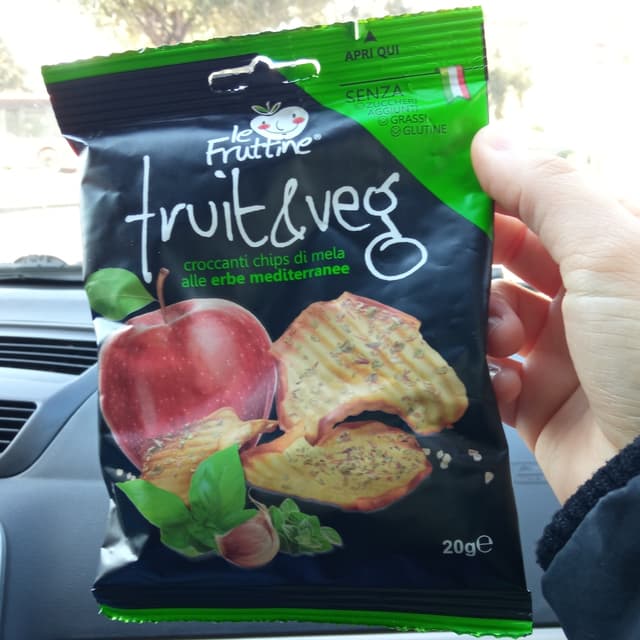 APRI QUI
SENZA
ZUCCHERI
AGGIUNTI
GRASSI
GLUTINE
le
Fruttine®
fruit&veg
croccanti chips di mela
alle erbe mediterranee
20g℮